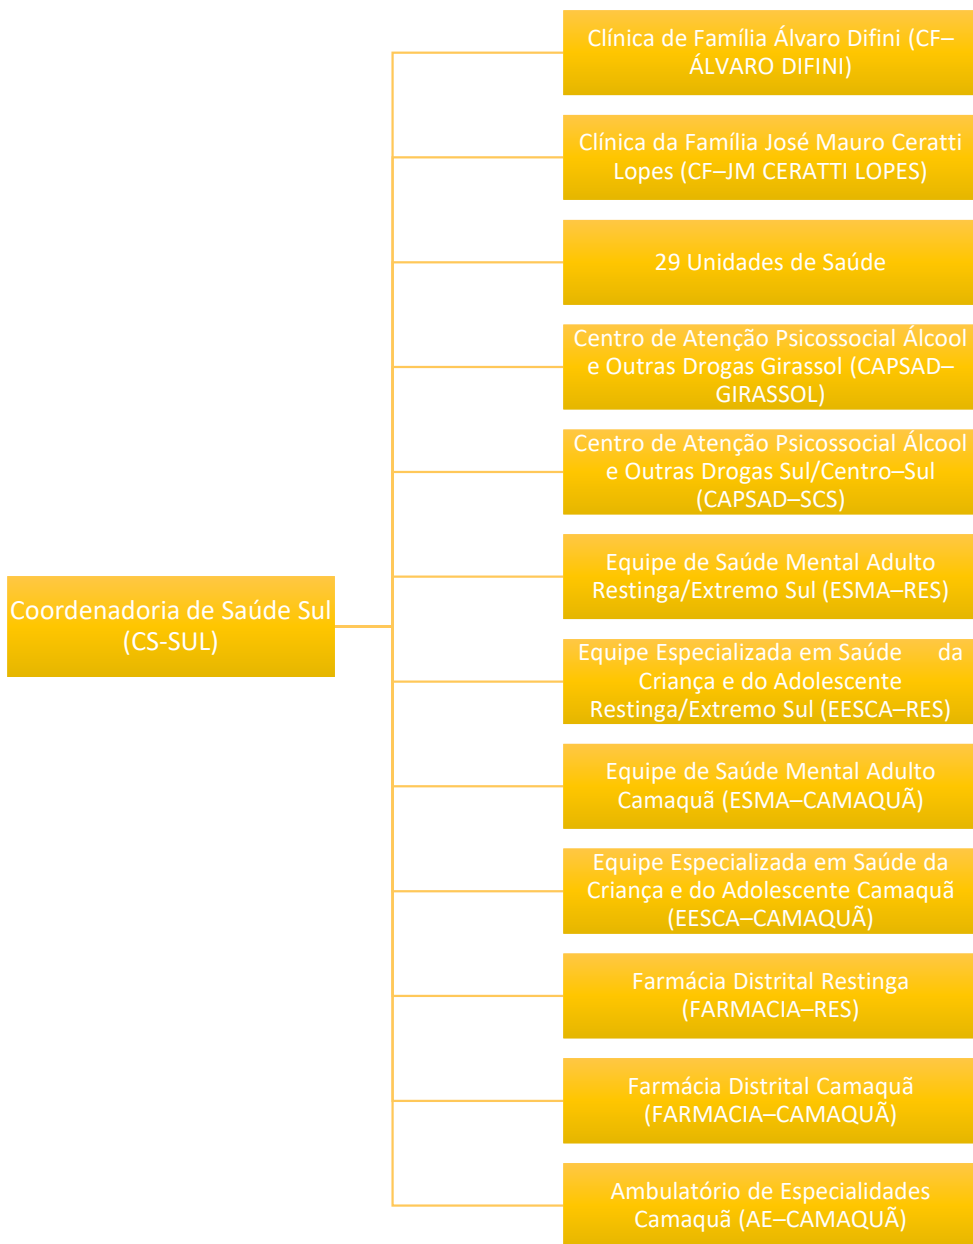 Clínica de Família Álvaro Difini (CF–
ÁLVARO DIFINI)
Clínica da Família José Mauro Ceratti
Lopes (CF–JM CERATTI LOPES)
29 Unidades de Saúde
Centro de Atenção Psicossocial Álcool
e Outras Drogas Girassol (CAPSAD–
GIRASSOL)
Centro de Atenção Psicossocial Álcool
e Outras Drogas Sul/Centro–Sul
(CAPSAD–SCS)
Equipe de Saúde Mental Adulto
Restinga/Extremo Sul (ESMA–RES)
Coordenadoria de Saúde Sul
(CS-SUL)
Equipe Especializada em Saúde da
Criança e do Adolescente
Restinga/Extremo Sul (EESCA–RES)
Equipe de Saúde Mental Adulto
Camaquã (ESMA–CAMAQUÃ)
Equipe Especializada em Saúde da
Criança e do Adolescente Camaquã
(EESCA–CAMAQUÃ)
Farmácia Distrital Restinga
(FARMACIA–RES)
Farmácia Distrital Camaquã
(FARMACIA–CAMAQUÃ)
Ambulatório de Especialidades
Camaquã (AE–CAMAQUÃ)